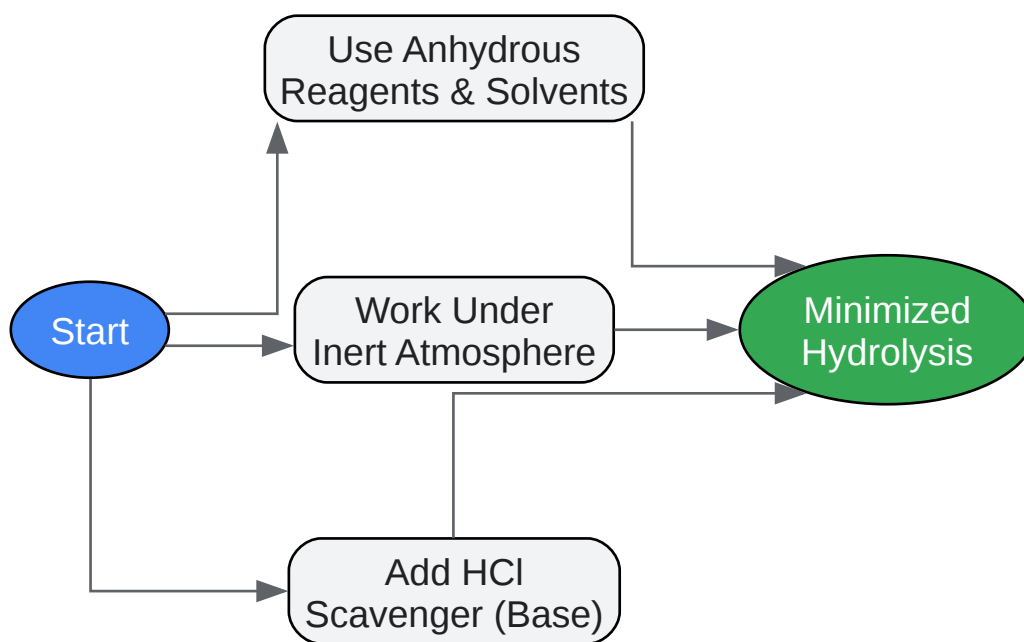 Use Anhydrous
Reagents & Solvents
Start
Work Under
Inert Atmosphere
Minimized
Hydrolysis
Add HCl
Scavenger (Base)